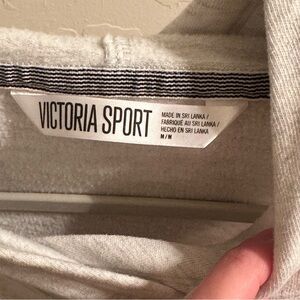 VICTORIA SPORT
MADE IN SRI LANKA /
FABRIQUÉ AU SRI LANKA /
HECHO EN SRI LANKA
M / M